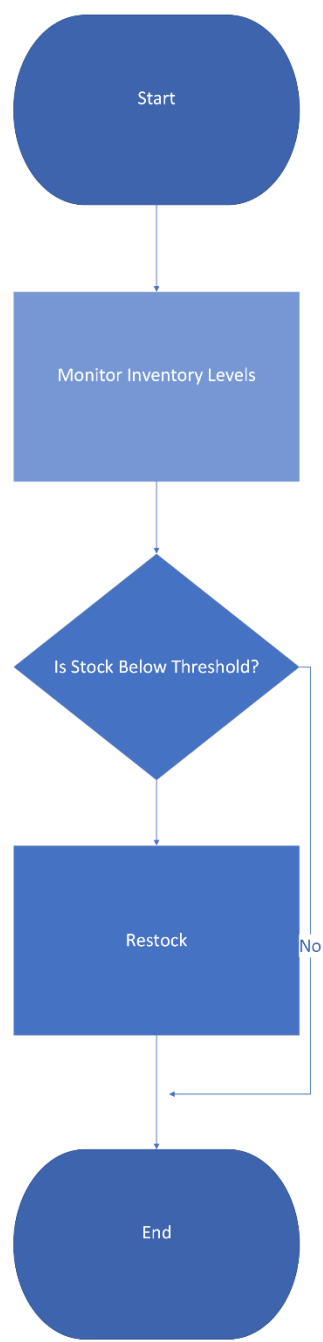 Start
Monitor Inventory Levels
Is Stock Below Threshold?
Restock
No
End